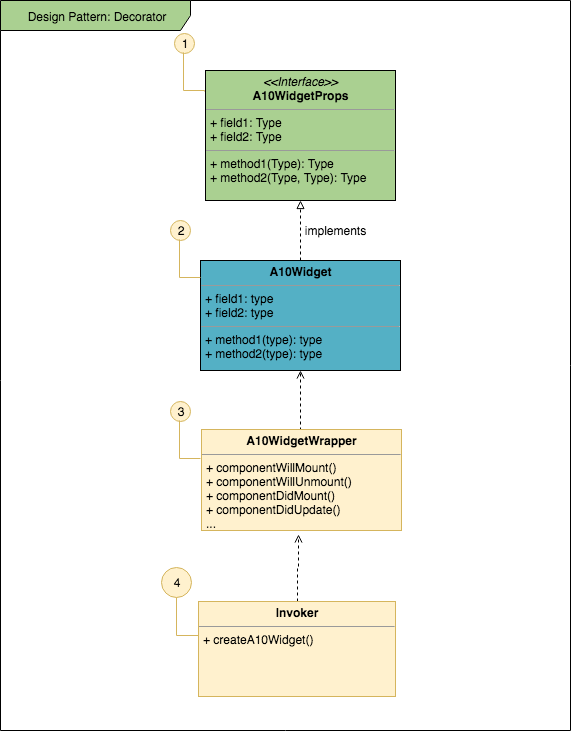 Design Pattern: Decorator
1
<<Interface>>
A10WidgetProps
+ field1: Type
+ field2: Type
+ method1(Type): Type
+ method2(Type, Type): Type
implements
2
A10Widget
+ field1: type
+ field2: type
+ method1(type): type
+ method2(type): type
3
A10WidgetWrapper
+ componentWillMount()
+ componentWillUnmount()
+ componentDidMount()
+ componentDidUpdate()
...
4
Invoker
+ createA10Widget()